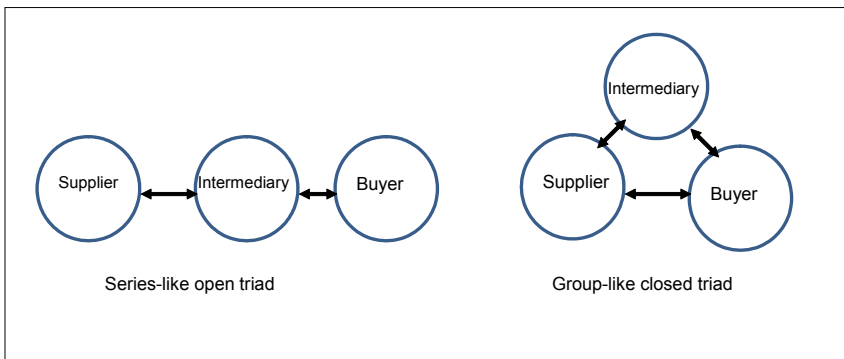 Supplier
Intermediary
Buyer
Series-like open triad
Intermediary
Supplier
Buyer
Group-like closed triad